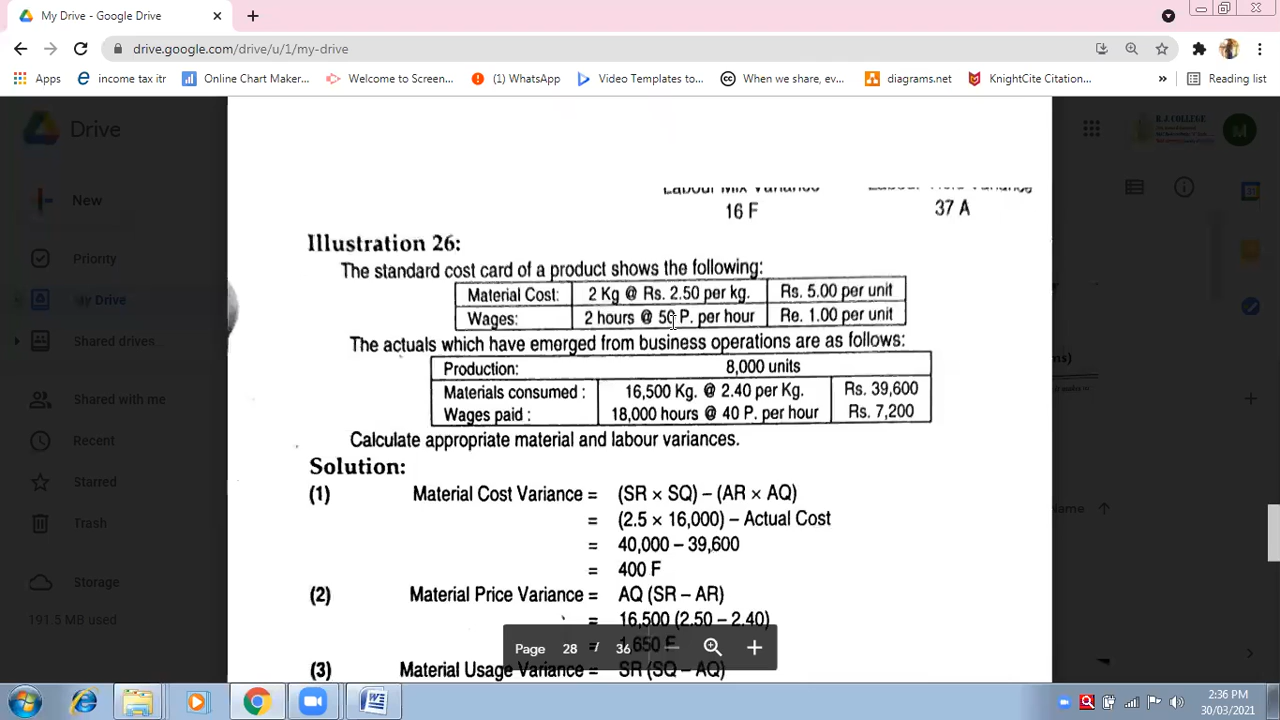 My Drive - Google Drive
drive.google.com/drive/u/1/my-drive
Apps income tax itr Online Chart Maker... Welcome to Screen... (1) WhatsApp Video Templates to... When we share, ev... diagrams.net KnightCite Citation... » Reading list
Drive
New
Priority
My Drive
Shared drives...
Shared with me
Recent
Starred
Trash
Storage
191.5 MB used
Labour Mix Variance
16 F 37 A
Illustration 26:
The standard cost card of a product shows the following:
Material Cost: 2 Kg @ Rs. 2.50 per kg. Rs. 5.00 per unit
Wages: 2 hours @ 50 P. per hour Re. 1.00 per unit
The actuals which have emerged from business operations are as follows:
Production: 8,000 units
Materials consumed : 16,500 Kg. @ 2.40 per Kg. Rs. 39,600
Wages paid : 18,000 hours @ 40 P. per hour Rs. 7,200
Calculate appropriate material and labour variances.
Solution:
(1) Material Cost Variance = (SR × SQ) – (AR × AQ)
= (2.5 × 16,000) – Actual Cost
= 40,000 – 39,600
= 400 F
(2) Material Price Variance = AQ (SR – AR)
= 16,500 (2.50 – 2.40)
1,650 F
(3) Material Usage Variance = SR (SQ – AQ)
Page 28 / 36
R. J. COLLEGE
M
2:36 PM
30/03/2021